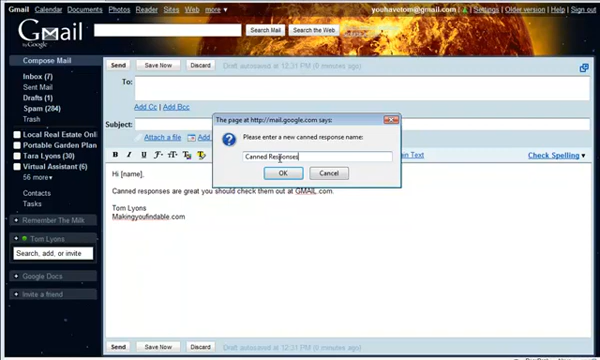 Gmail Calendar Documents Photos Reader Sites Web more
youhavetom@gmail.com | Settings | Older version | Help | Sign out
Gmail
by Google
Search Mail Search the Web
Compose Mail
Inbox (7)
Sent Mail
Drafts (1)
Spam (284)
Trash
Local Real Estate Onli
Portable Garden Plan
Tara Lyons (30)
Virtual Assistant (6)
56 more
Contacts
Tasks
Remember The Milk
Tom Lyons
Search, add, or invite
Google Docs
Invite a friend
Send Save Now Discard Draft autosaved at 12:31 PM (0 minutes ago)
To:
Add Cc | Add Bcc
Subject:
Attach a file Add
B I U
Text
Check Spelling
The page at http://mail.google.com says:
Please enter a new canned response name:
Canned Responses
OK Cancel
Hi [name],
Canned responses are great you should check them out at GMAIL.com.
Tom Lyons
Makingyoufindable.com
Send Save Now Discard Draft autosaved at 12:31 PM (0 minutes ago)